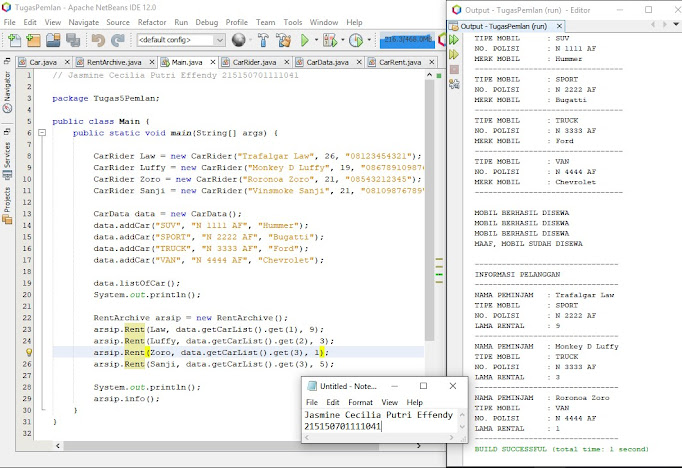 TugasPemlan - Apache NetBeans IDE 12.0
File Edit View Navigate Source Refactor Run Debug Profile Team Tools Window Help
<default config>
Car.java RentArchive.java Main.java CarRider.java CarData.java CarRent.java
Navigator
Services
Projects
1 // Jasmine Cecilia Putri Effendy 215150701111041
2
3 package Tugas5Pemlan;
4
5 public class Main {
6 public static void main(String[] args) {
7
8 CarRider Law = new CarRider("Trafalgar Law", 26, "08123454321");
9 CarRider Luffy = new CarRider("Monkey D Luffy", 19, "0867891098
10 CarRider Zoro = new CarRider("Roronoa Zoro", 21, "08543212345");
11 CarRider Sanji = new CarRider("Vinsmoke Sanji", 21, "0810987678
12
13 CarData data = new CarData();
14 data.addCar("SUV", "N 1111 AF", "Hummer");
15 data.addCar("SPORT", "N 2222 AF", "Bugatti");
16 data.addCar("TRUCK", "N 3333 AF", "Ford");
17 data.addCar("VAN", "N 4444 AF", "Chevrolet");
18
19 data.listOfCar();
20 System.out.println();
21
22 RentArchive arsip = new RentArchive();
23 arsip.Rent(Law, data.getCarList().get(1), 9);
24 arsip.Rent(Luffy, data.getCarList().get(2), 3);
arsip.Rent(Zoro, data.getCarList().get(3), 1);
26 arsip.Rent(Sanji, data.getCarList().get(3), 5);
27
28 System.out.println();
29 arsip.info();
30 }
31 }
32
Untitled - Note...
File Edit Format View Help
Jasmine Cecilia Putri Effendy
215150701111041
Output - TugasPemlan (run) - Editor
Output - TugasPemlan (run)
TIPE MOBIL : SUV
NO. POLISI : N 1111 AF
MERK MOBIL : Hummer
TIPE MOBIL : SPORT
NO. POLISI : N 2222 AF
MERK MOBIL : Bugatti
TIPE MOBIL : TRUCK
NO. POLISI : N 3333 AF
MERK MOBIL : Ford
TIPE MOBIL : VAN
NO. POLISI : N 4444 AF
MERK MOBIL : Chevrolet
MOBIL BERHASIL DISEWA
MOBIL BERHASIL DISEWA
MOBIL BERHASIL DISEWA
MAAF, MOBIL SUDAH DISEWA
INFORMASI PELANGGAN
NAMA PEMINJAM : Trafalgar Law
TIPE MOBIL : SPORT
NO. POLISI : N 2222 AF
LAMA RENTAL : 9
NAMA PEMINJAM : Monkey D Luffy
TIPE MOBIL : TRUCK
NO. POLISI : N 3333 AF
LAMA RENTAL : 3
NAMA PEMINJAM : Roronoa Zoro
TIPE MOBIL : VAN
NO. POLISI : N 4444 AF
LAMA RENTAL : 1
BUILD SUCCESSFUL (total time: 1 second)